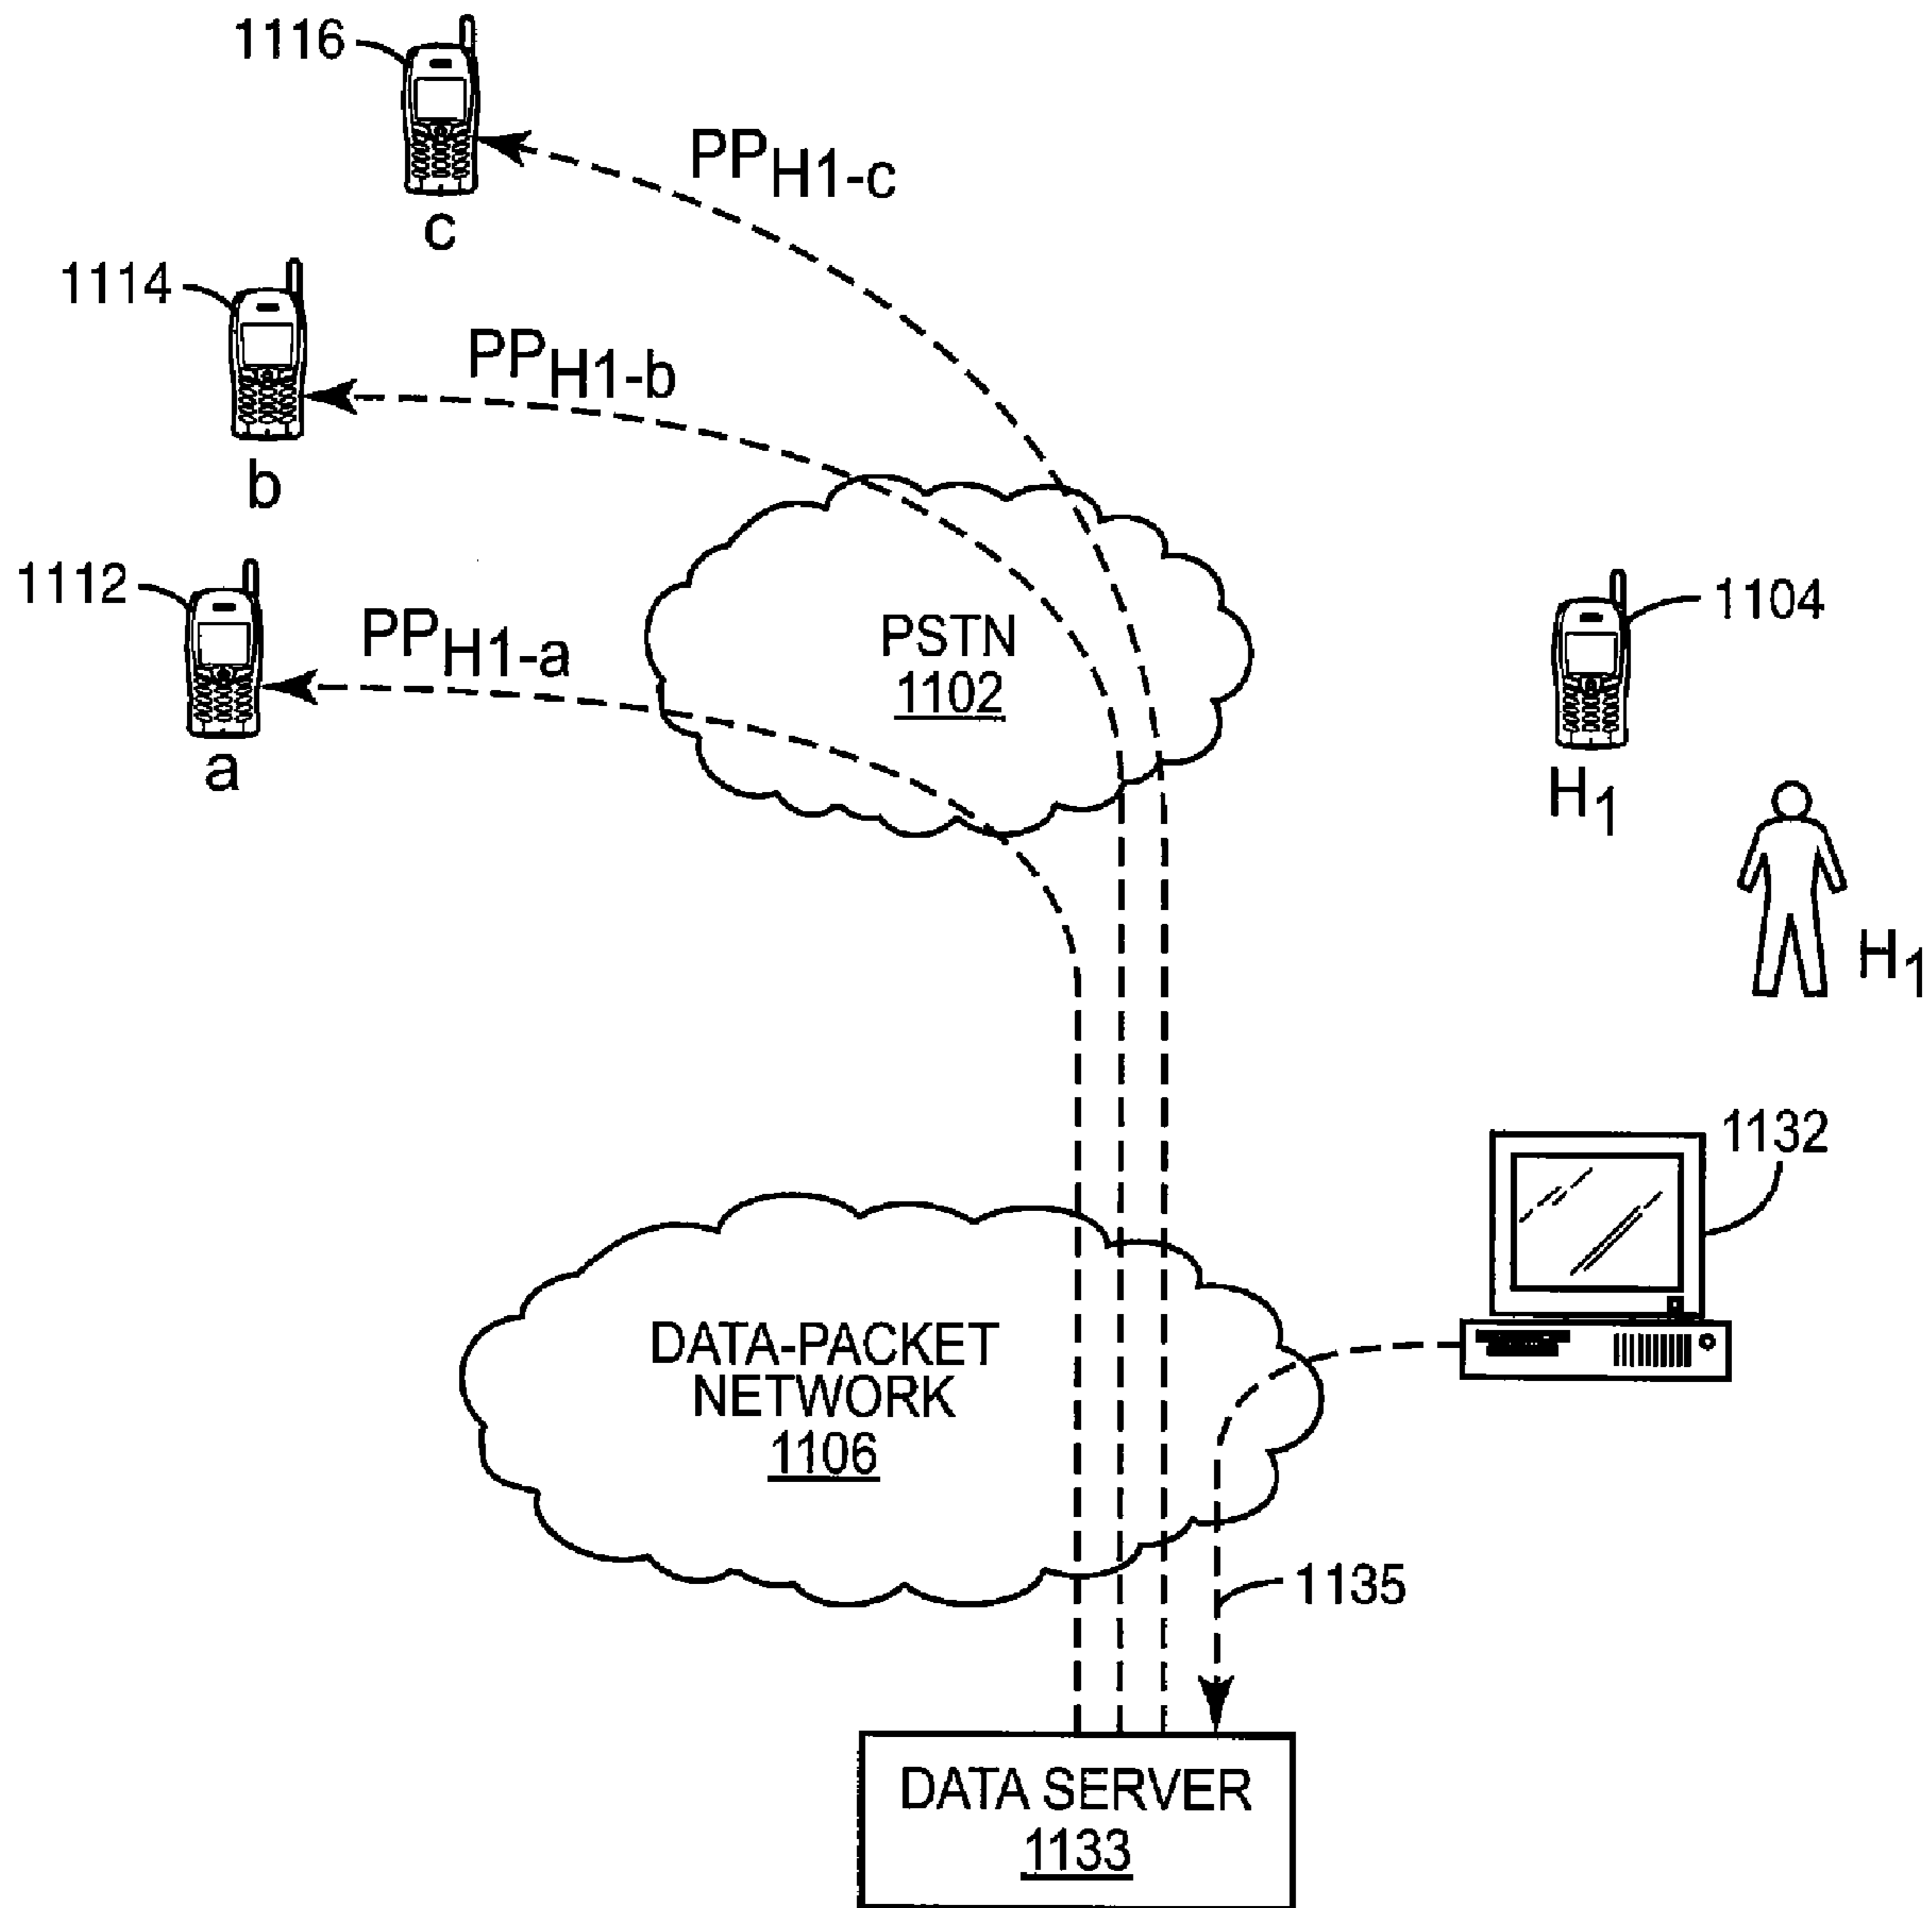 1116
PPH1-c
c
1114
PPH1-b
b
1112
PPH1-a
a
PSTN
1102
1104
H1
H1
1132
DATA-PACKET
NETWORK
1106
1135
DATA SERVER
1133